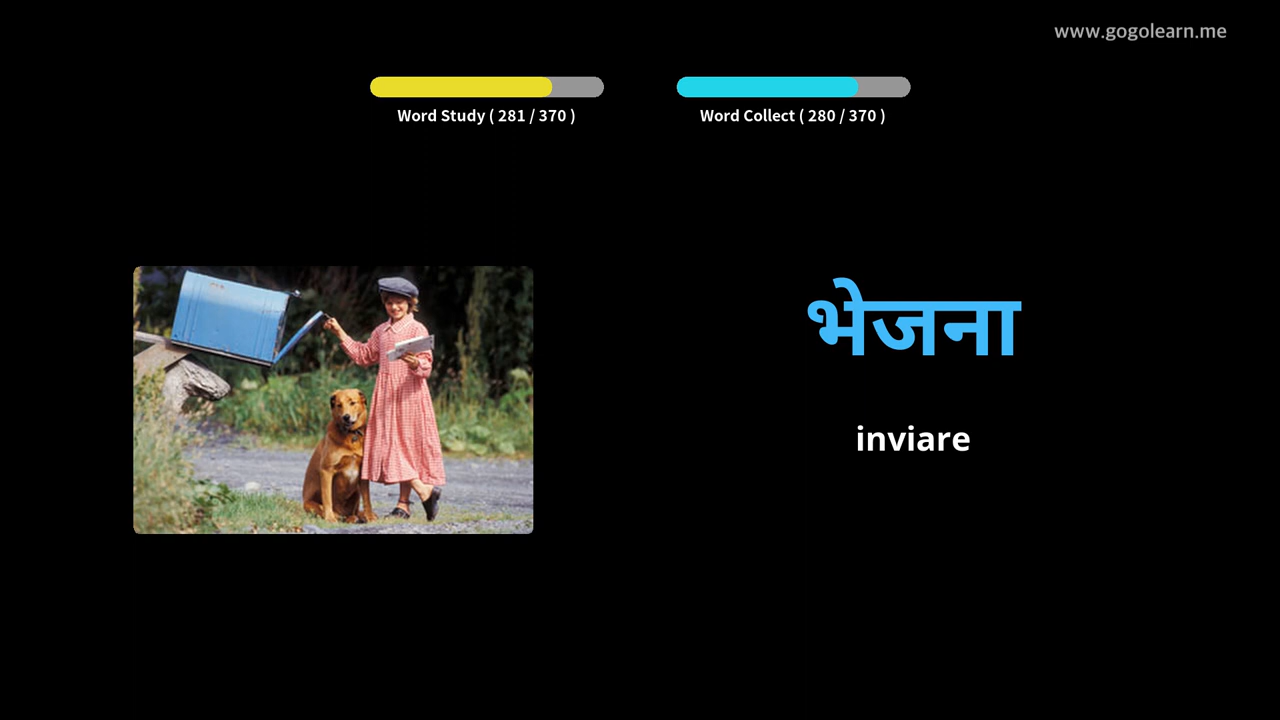 www.gogolearn.me
Word Study ( 281 / 370 )
Word Collect ( 280 / 370 )
भेजना
inviare